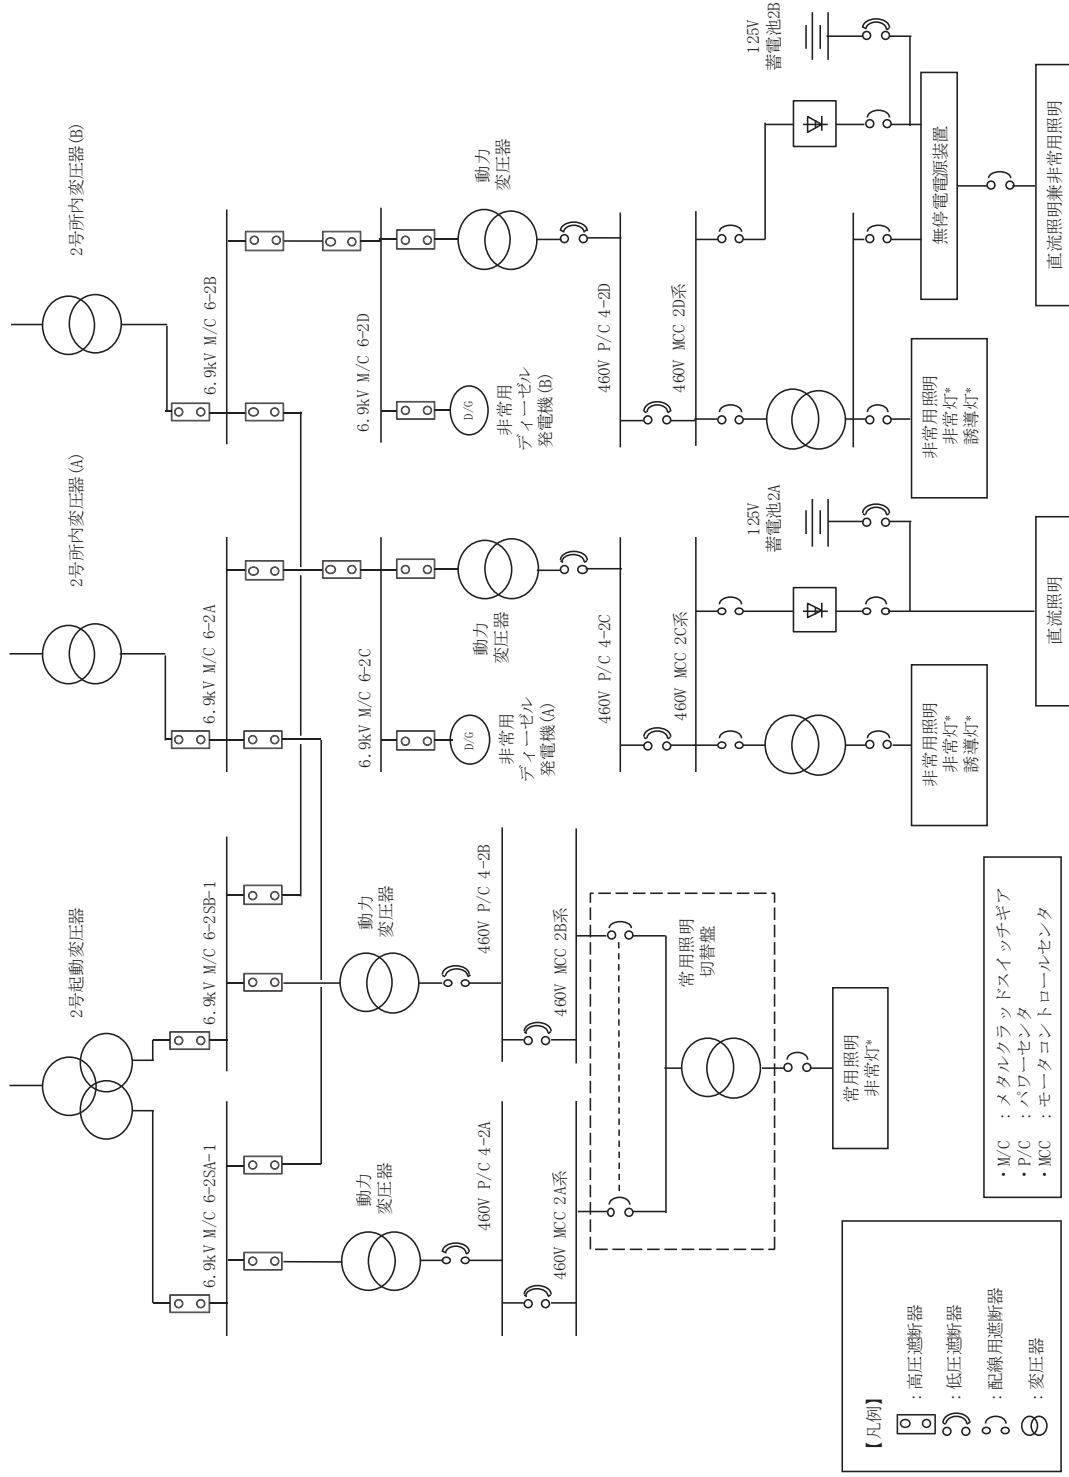 2号起動変圧器
2号所内変圧器(A)
2号所内変圧器(B)
6.9kV M/C 6-2SA-1
6.9kV M/C 6-2SB-1
6.9kV M/C 6-2A
6.9kV M/C 6-2B
動力
変圧器
動力
変圧器
6.9kV M/C 6-2C
6.9kV M/C 6-2D
D/G
非常用
ディーゼル
発電機(A)
動力
変圧器
D/G
非常用
ディーゼル
発電機(B)
動力
変圧器
460V P/C 4-2A
460V P/C 4-2B
460V P/C 4-2C
460V P/C 4-2D
460V MCC 2A系
460V MCC 2B系
460V MCC 2C系
460V MCC 2D系
常用照明
切替盤
125V
蓄電池2A
125V
蓄電池2B
常用照明
非常灯*
非常用照明
非常灯*
誘導灯*
直流照明
非常用照明
非常灯*
誘導灯*
無停電電源装置
直流照明兼非常用照明
【凡例】
：高圧遮断器
：低圧遮断器
：配線用遮断器
：変圧器
・M/C ：メタルクラッドスイッチギア
・P/C ：パワーセンタ
・MCC ：モータコントロールセンタ